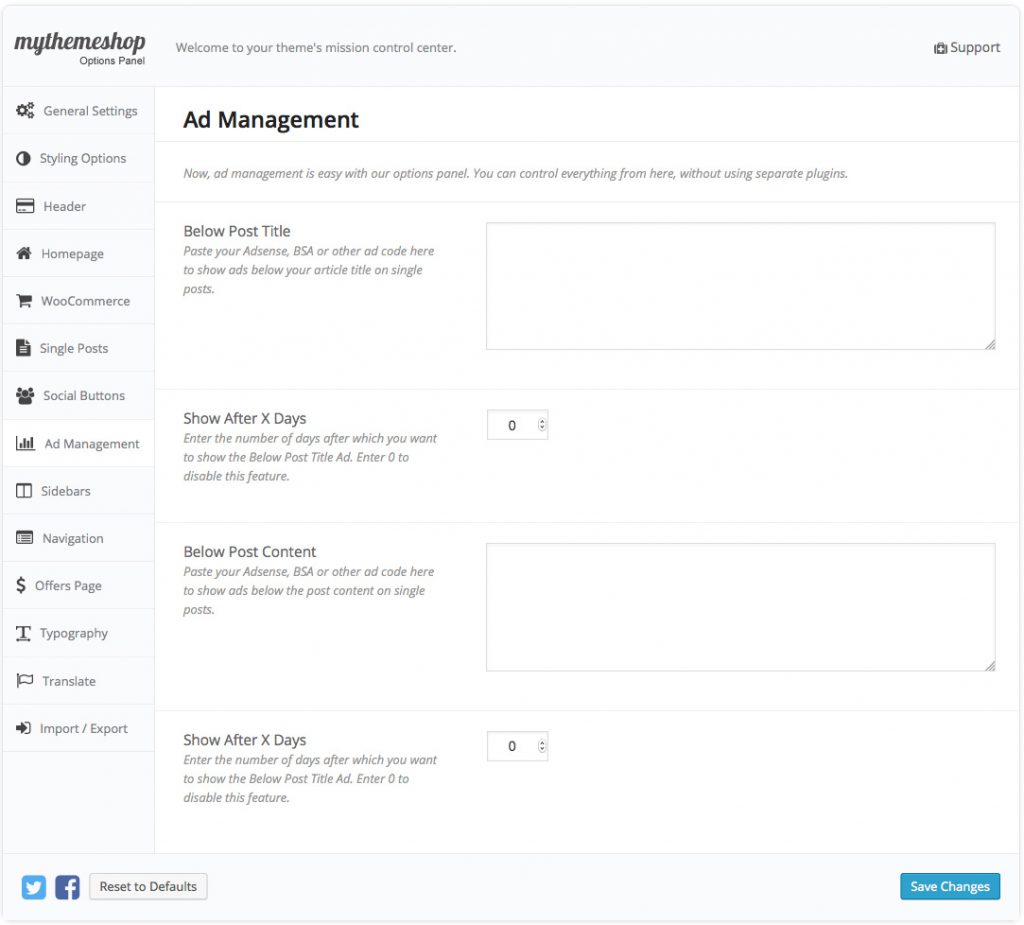 mythemeshop
Options Panel
Welcome to your theme's mission control center.
Support
General Settings
Styling Options
Header
Homepage
WooCommerce
Single Posts
Social Buttons
Ad Management
Sidebars
Navigation
Offers Page
Typography
Translate
Import / Export
Ad Management
Now, ad management is easy with our options panel. You can control everything from here, without using separate plugins.
Below Post Title
Paste your Adsense, BSA or other ad code here
to show ads below your article title on single
posts.
Show After X Days
Enter the number of days after which you want
to show the Below Post Title Ad. Enter 0 to
disable this feature.
0
Below Post Content
Paste your Adsense, BSA or other ad code here
to show ads below the post content on single
posts.
Show After X Days
Enter the number of days after which you want
to show the Below Post Title Ad. Enter 0 to
disable this feature.
0
Reset to Defaults
Save Changes